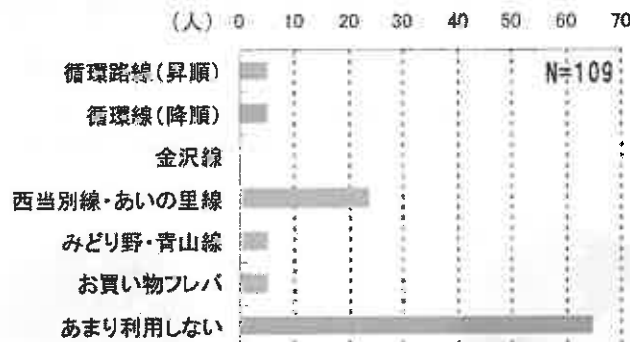 (人) 0 10 20 30 40 50 60 70
N=109
循環路線(昇順)
循環線(降順)
金沢線
西当別線・あいの里線
みどり野・青山線
お買い物フレバ
あまり利用しない